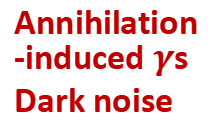 Annihilation
-induced γs
Dark noise